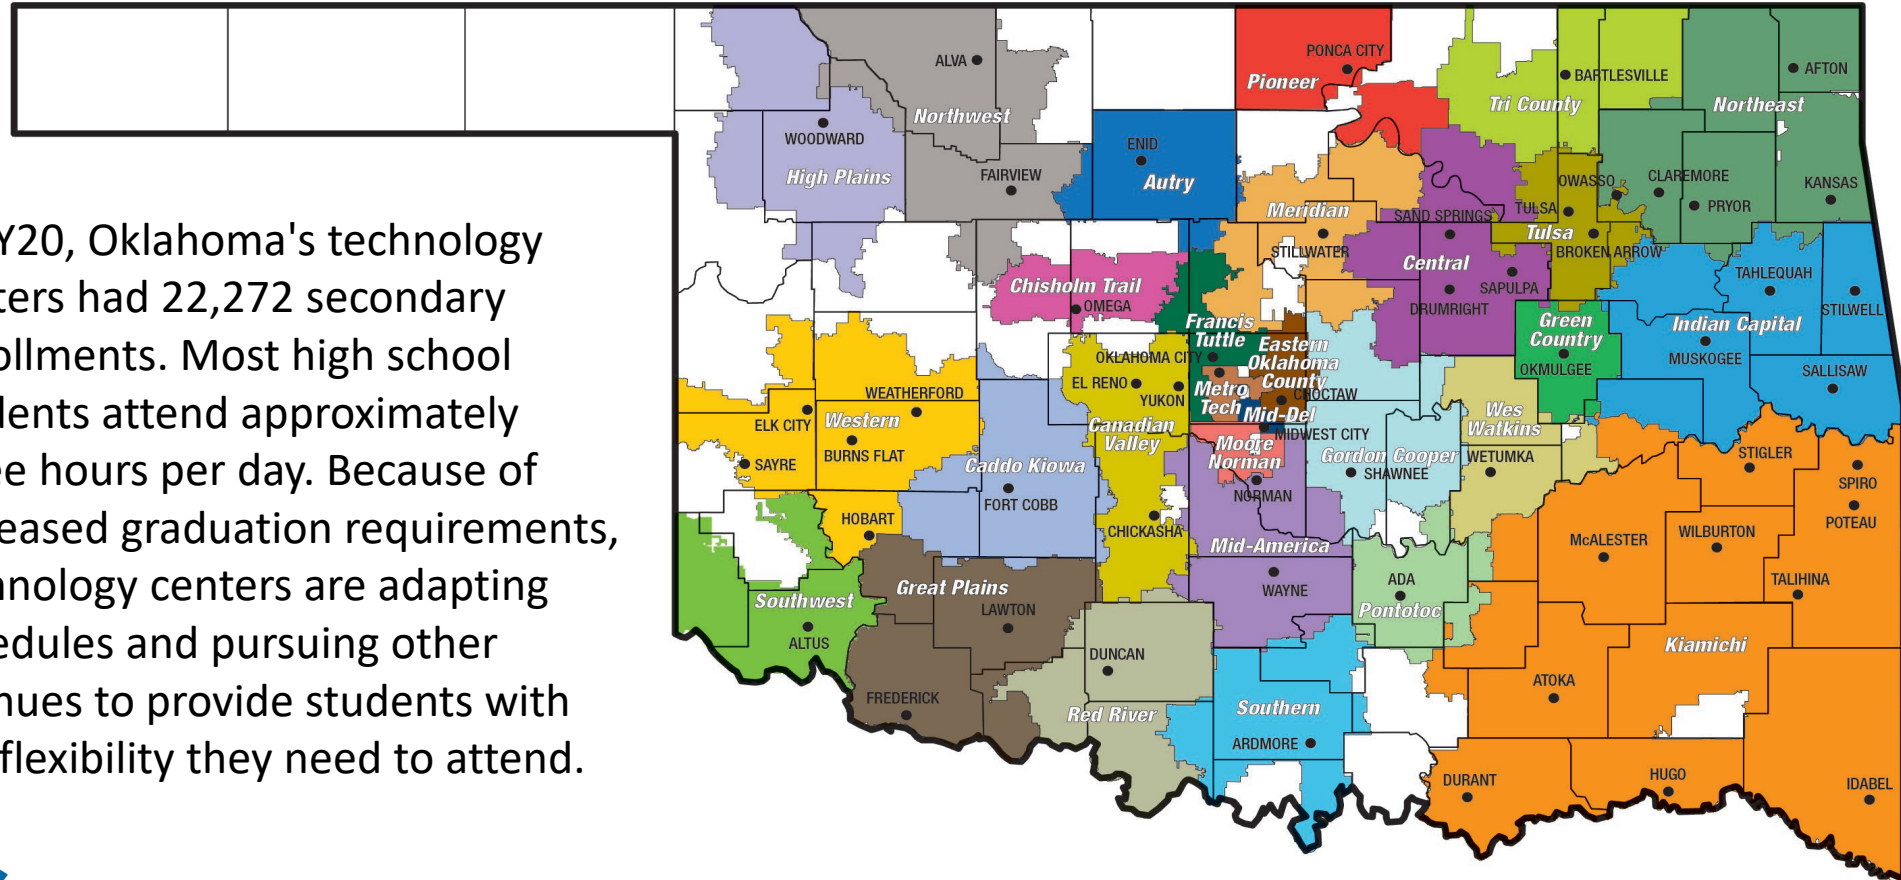 Y20, Oklahoma's technology
ters had 22,272 secondary
ollments. Most high school
dents attend approximately
ee hours per day. Because of
eased graduation requirements,
nology centers are adapting
edules and pursuing other
nues to provide students with
flexibility they need to attend.
PONCA CITY
Pioneer
ALVA
Northwest
BARTLESVILLE
Tri County
AFTON
Northeast
WOODWARD
High Plains
FAIRVIEW
ENID
Autry
Meridian
STILLWATER
SAND SPRINGS
OWASSO
TULSA
Tulsa
BROKEN ARROW
CLAREMORE
PRYOR
KANSAS
Central
SAPULPA
DRUMRIGHT
TAHLEQUAH
STILWELL
Indian Capital
MUSKOGEE
SALLISAW
Chisholm Trail
OMEGA
Francis
Tuttle
Eastern
Oklahoma
County
CHOCTAW
Green
Country
OKMULGEE
OKLAHOMA CITY
EL RENO
YUKON
Metro
Tech
Mid-Del
MIDWEST CITY
WEATHERFORD
ELK CITY
Western
BURNS FLAT
SAYRE
Canadian
Valley
Moore
Norman
NORMAN
Gordon Cooper
SHAWNEE
Wes
Watkins
WETUMKA
Caddo Kiowa
FORT COBB
HOBART
CHICKASHA
STIGLER
SPIRO
POTEAU
McALESTER
WILBURTON
TALIHINA
Mid-America
WAYNE
ADA
Pontotoc
Great Plains
LAWTON
Southwest
ALTUS
FREDERICK
DUNCAN
Red River
Southern
ARDMORE
Kiamichi
ATOKA
DURANT
HUGO
IDABEL